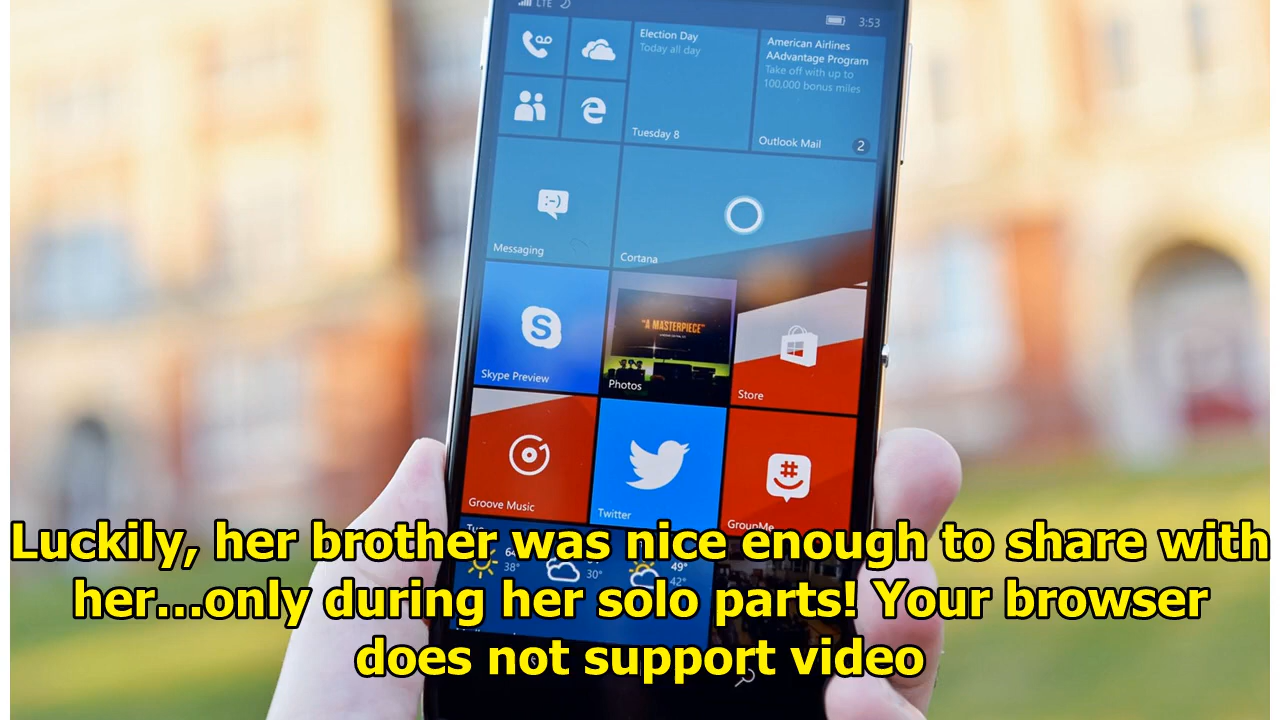 LTE 3:53
Election Day
Today all day
Tuesday 8
American Airlines
AAdvantage Program
Take off with up to
100,000 bonus miles
Outlook Mail 2
Messaging
Cortana
Skype Preview
"A MASTERPIECE"
Photos
Store
Groove Music
Twitter
GroupMe
Luckily, her brother was nice enough to share with
her...only during her solo parts! Your browser
does not support video
38°
30°
49°
42°